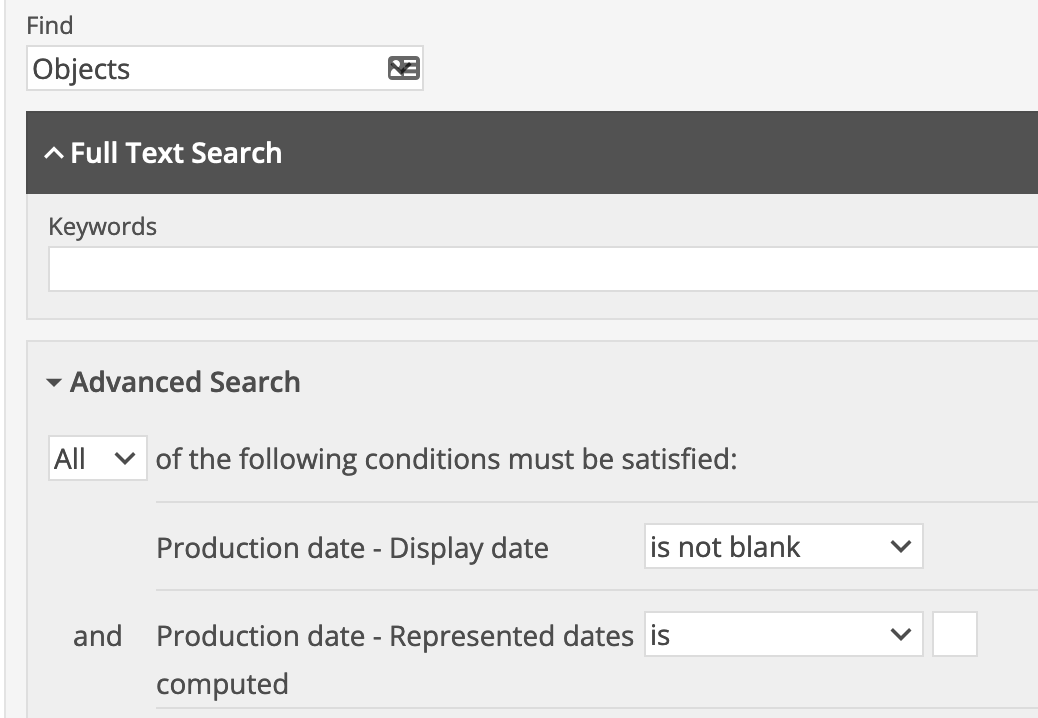 Find
Objects
Full Text Search
Keywords
Advanced Search
All of the following conditions must be satisfied:
Production date - Display date is not blank
and Production date - Represented dates is
computed